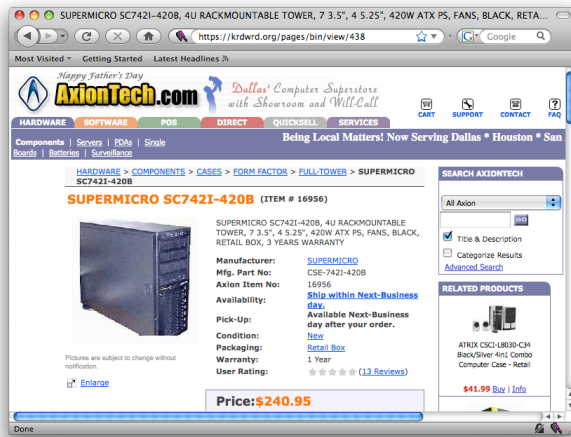 SUPERMICRO SC742I-420B, 4U RACKMOUNTABLE TOWER, 7 3.5", 4 5.25", 420W ATX PS, FANS, BLACK, RETA...
https://krdwrd.org/pages/bin/view/438
Google
Most Visited Getting Started Latest Headlines
Happy Father's Day
AxionTech.com
Dallas' Computer Superstore
with Showroom and Will-Call
CART SUPPORT CONTACT FAQ
HARDWARE SOFTWARE POS DIRECT QUICKSELL SERVICES
Components | Servers | PDAs | Single
Boards | Batteries | Surveillance
Being Local Matters! Now Serving Dallas * Houston * San
HARDWARE > COMPONENTS > CASES > FORM FACTOR > FULL-TOWER > SUPERMICRO
SC742I-420B
SUPERMICRO SC742I-420B (ITEM # 16956)
SUPERMICRO SC742I-420B, 4U RACKMOUNTABLE
TOWER, 7 3.5", 4 5.25", 420W ATX PS, FANS, BLACK,
RETAIL BOX, 3 YEARS WARRANTY
Manufacturer: SUPERMICRO
Mfg. Part No: CSE-742I-420B
Axion Item No: 16956
Availability: Ship within Next-Business
day.
Pick-Up: Available Next-Business
day after your order.
Condition: New
Packaging: Retail Box
Warranty: 1 Year
User Rating: (13 Reviews)
Pictures are subject to change without
notification.
Enlarge
Price:$240.95
SEARCH AXIONTECH
All Axion
GO
Title & Description
Categorize Results
Advanced Search
RELATED PRODUCTS
ATRIX CSCI-L8030-C34
Black/Silver 4in1 Combo
Computer Case - Retail
$41.99 Buy | Info
Done